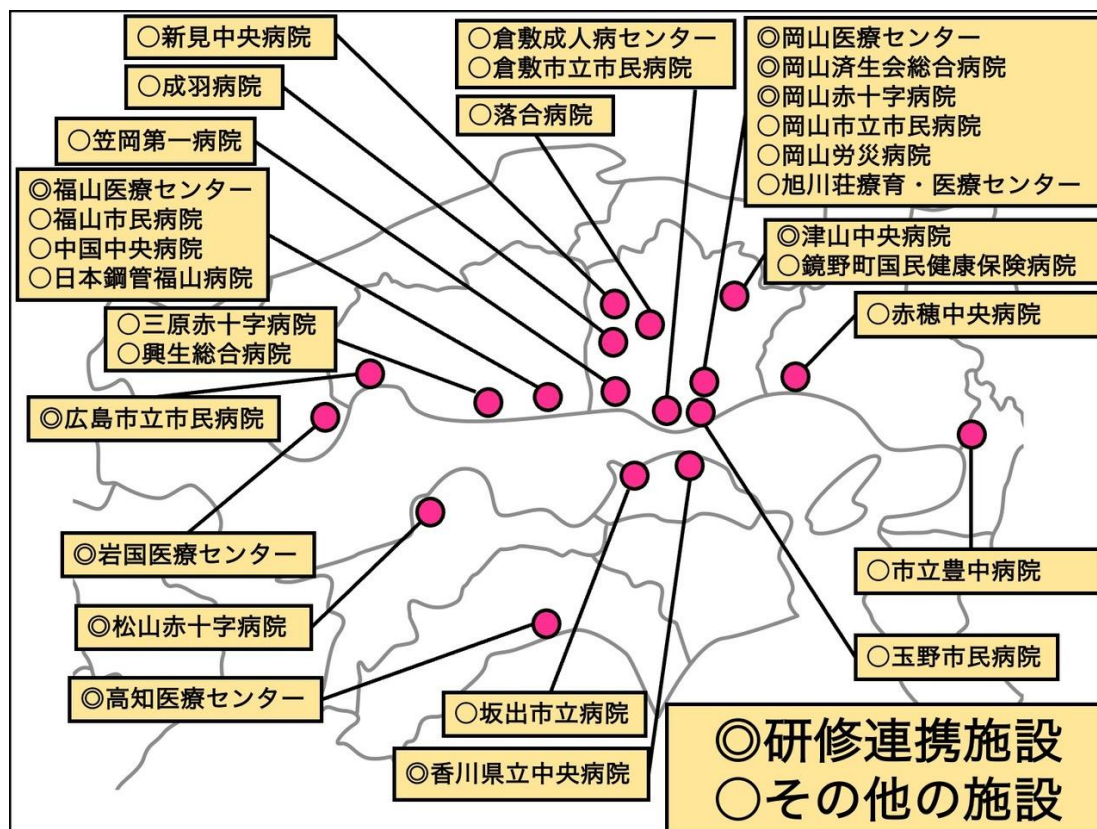 ○新見中央病院
○成羽病院
○笠岡第一病院
◎福山医療センター
○福山市民病院
○中国中央病院
○日本鋼管福山病院
○三原赤十字病院
○興生総合病院
◎広島市立市民病院
◎岩国医療センター
◎松山赤十字病院
◎高知医療センター
○倉敷成人病センター
○倉敷市立市民病院
○落合病院
◎岡山医療センター
◎岡山済生会総合病院
◎岡山赤十字病院
○岡山市立市民病院
○岡山労災病院
○旭川荘療育・医療センター
◎津山中央病院
○鏡野町国民健康保険病院
○赤穂中央病院
○市立豊中病院
○玉野市民病院
○坂出市立病院
◎香川県立中央病院
◎研修連携施設
○その他の施設